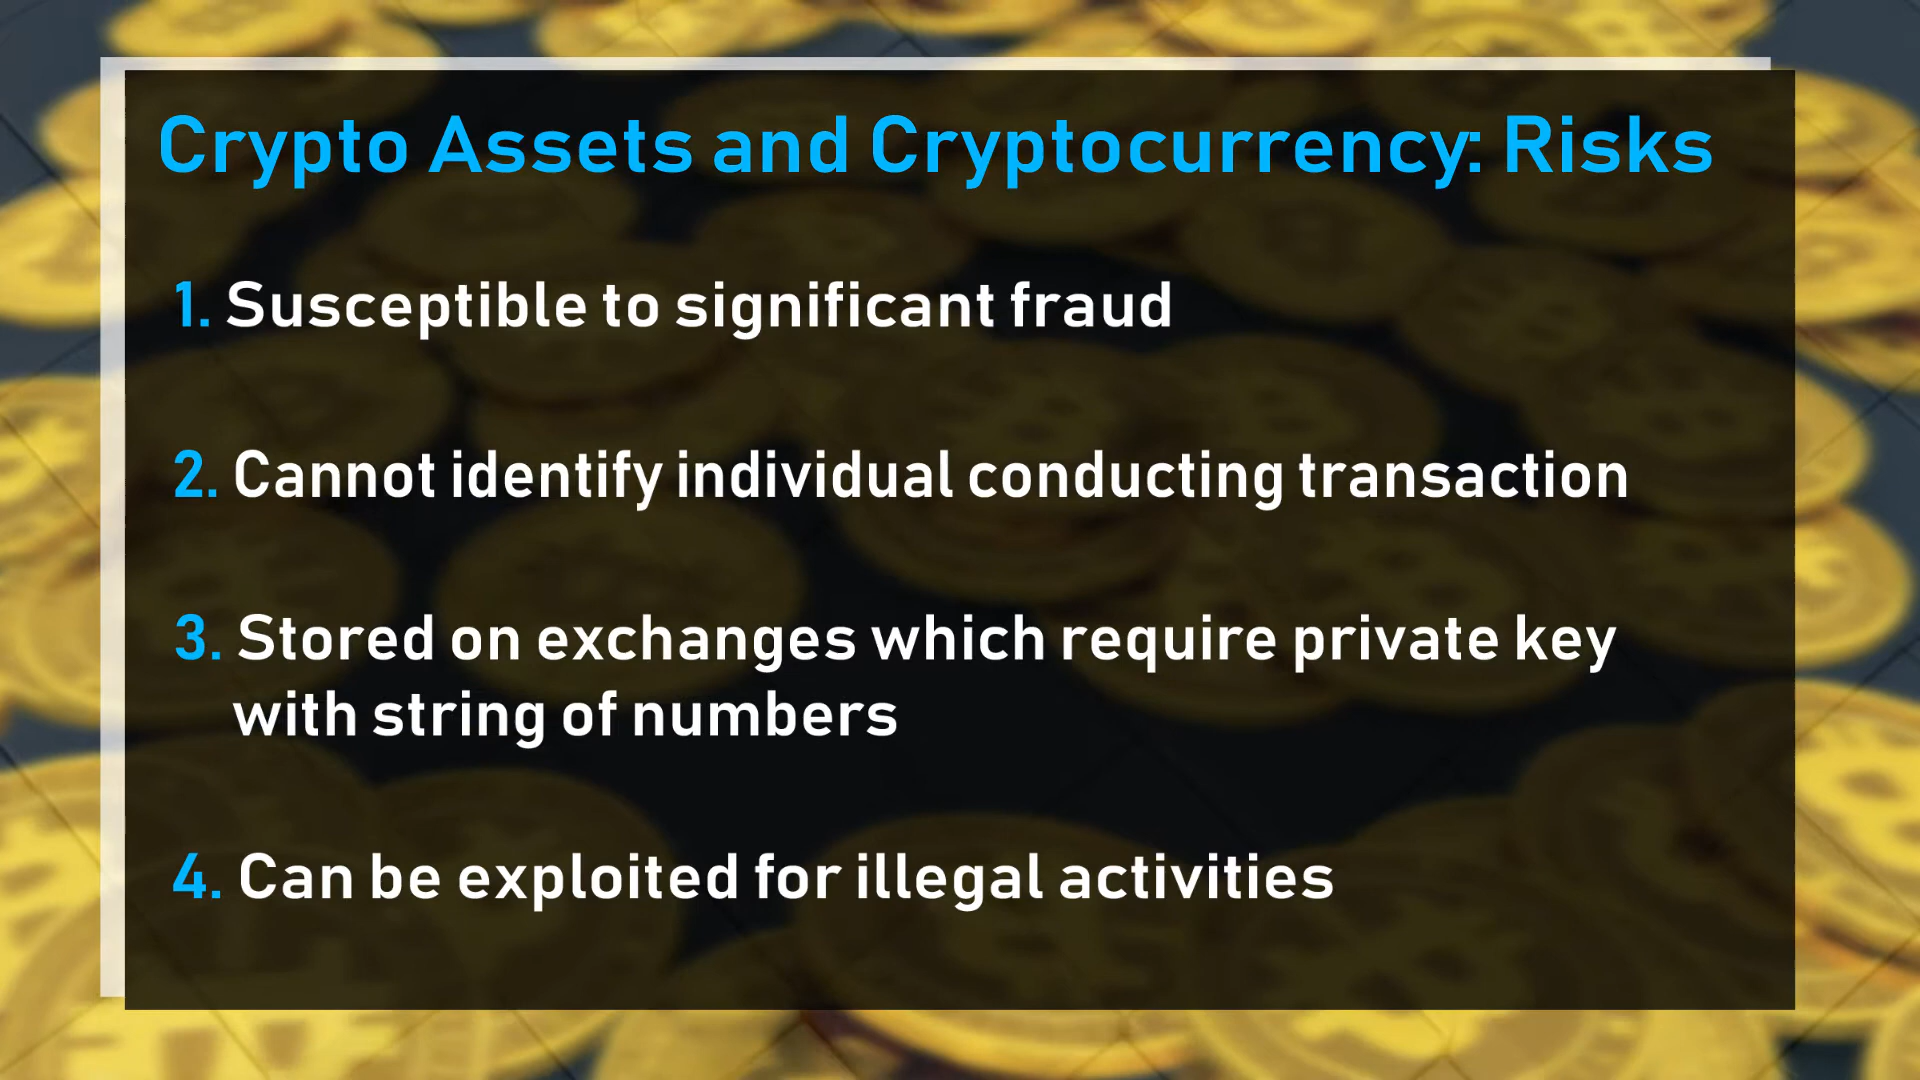 Crypto Assets and Cryptocurrency: Risks
1. Susceptible to significant fraud
2. Cannot identify individual conducting transaction
3. Stored on exchanges which require private key
with string of numbers
4. Can be exploited for illegal activities